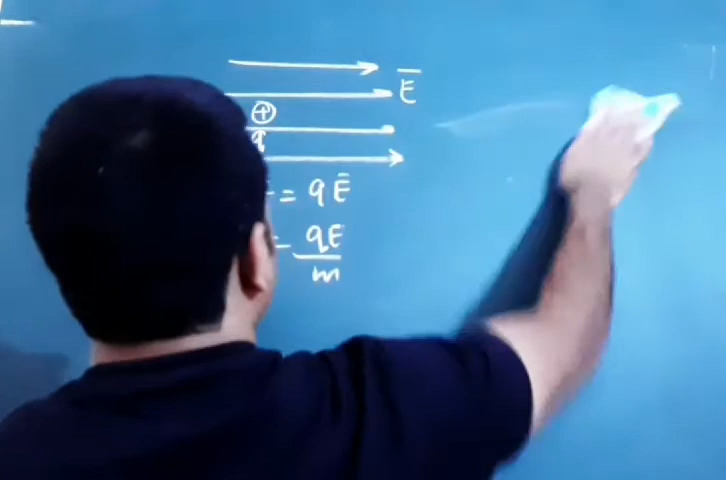 E̅
+
q
= qE̅
= qE/m